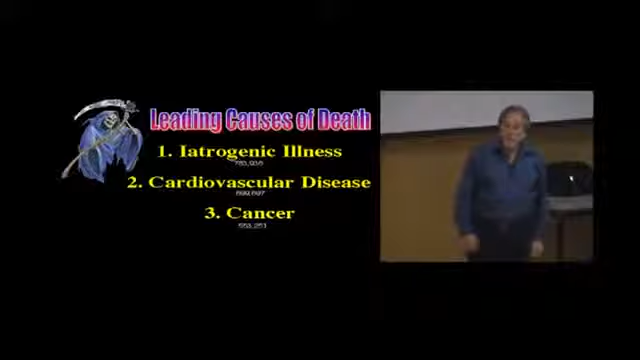 Leading Causes of Death
1. Iatrogenic Illness
2. Cardiovascular Disease
3. Cancer